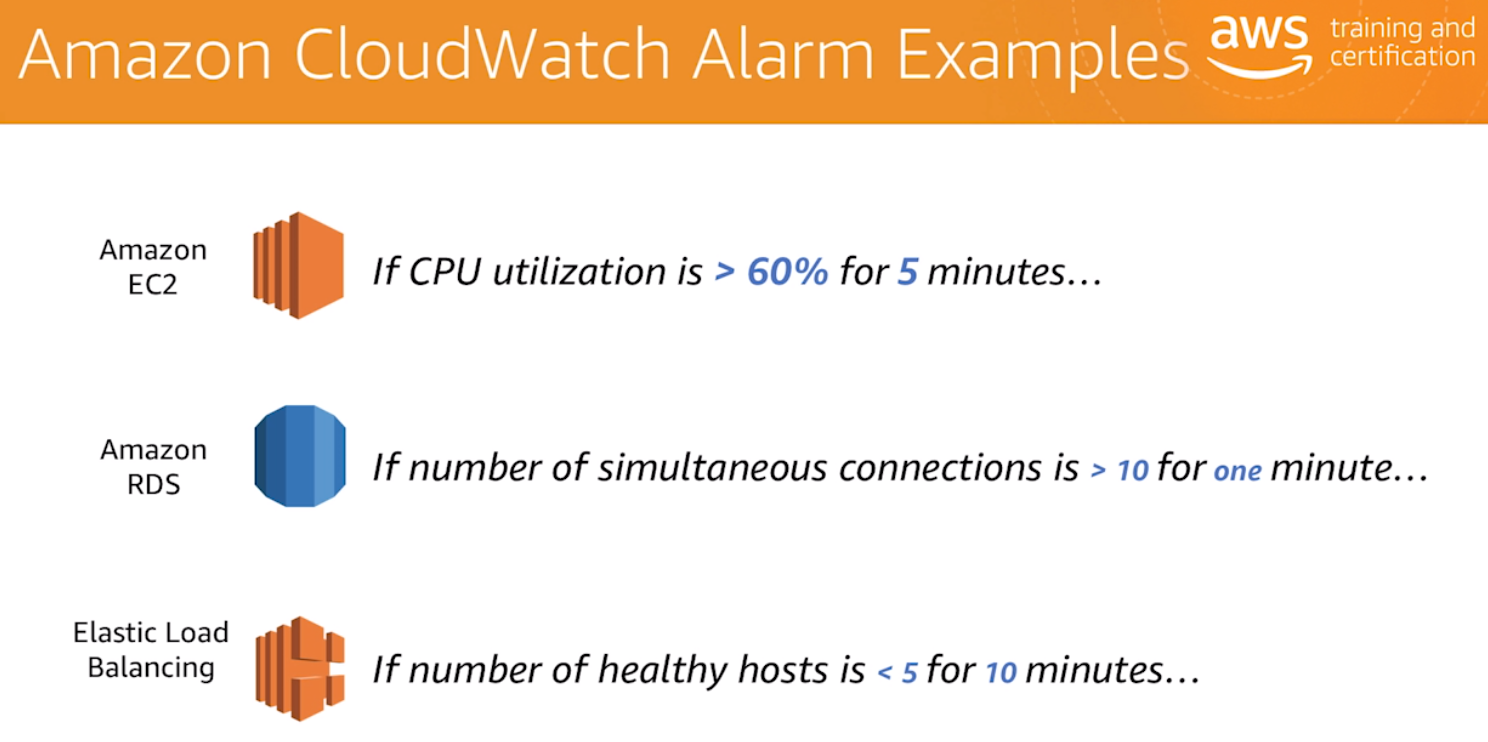 Amazon CloudWatch Alarm Examples
aws training and
certification
Amazon
EC2
If CPU utilization is > 60% for 5 minutes...
Amazon
RDS
If number of simultaneous connections is > 10 for one minute...
Elastic Load
Balancing
If number of healthy hosts is < 5 for 10 minutes...